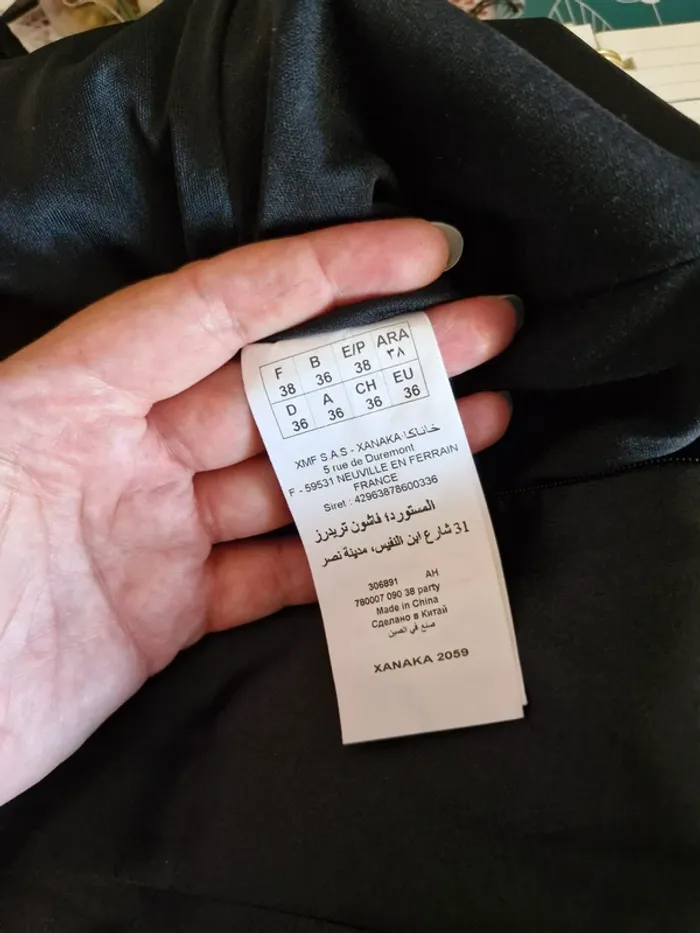 F B E/P ARA
38 36 38 ٣٨
D A CH EU
36 36 36 36
XMF S A S - XANAKA خاناكا
5 rue de Duremont
F - 59531 NEUVILLE EN FERRAIN
FRANCE
Siret : 42963878600336
المستورد؛ فاشون تريدرز
31 شارع ابن النفيس، مدينة نصر
306891 AH
780007 090 38 party
Made in China
Сделано в Китай
صنع في الصين
XANAKA 2059